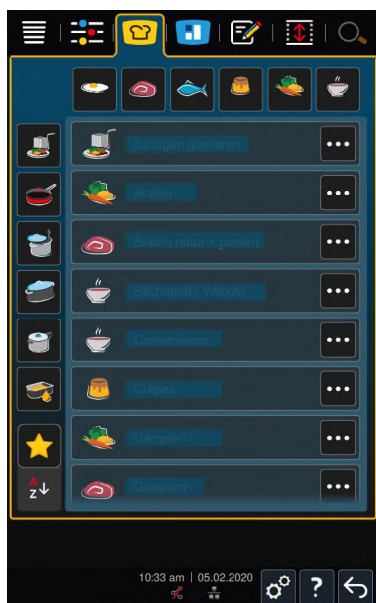 Beilagen glasieren
Braten
Braten natur + paniert
Béchamel / Velouté
Convenience
Crêpes
Dämpfen
Dämpfen
A
Z
10:33 am | 05.02.2020
?